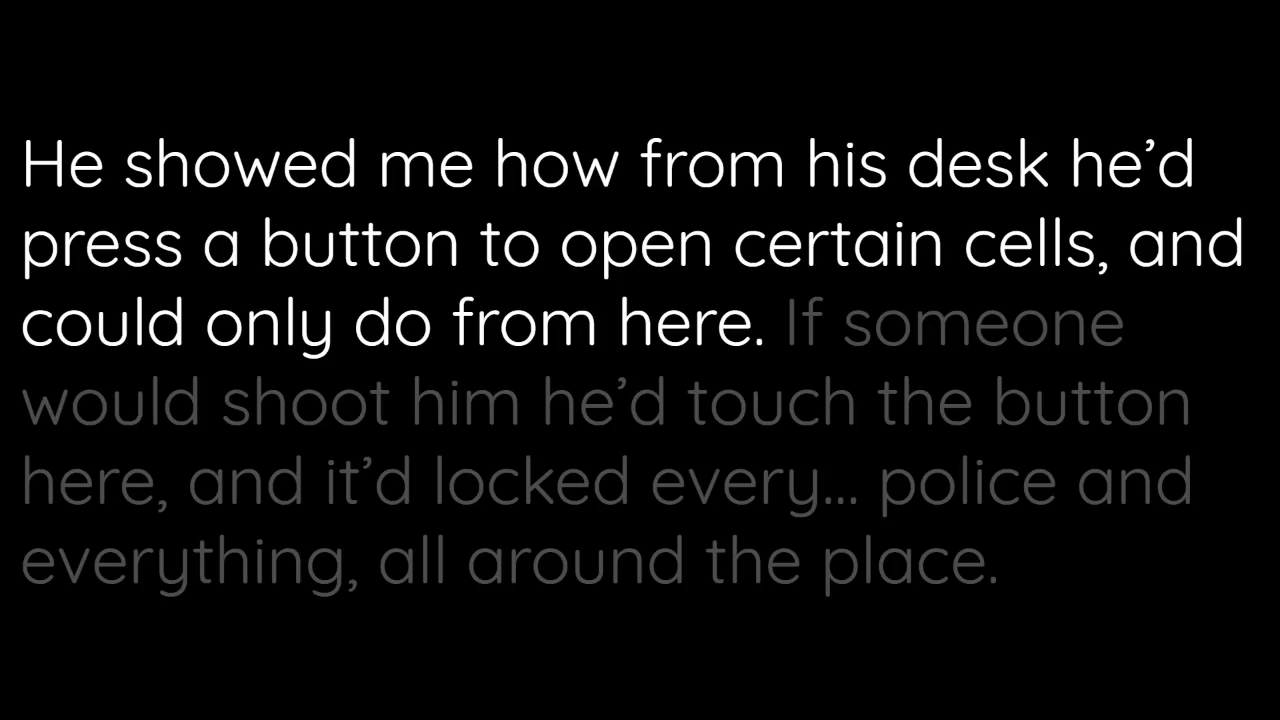 He showed me how from his desk he’d
press a button to open certain cells, and
could only do from here. If someone
would shoot him he’d touch the button
here, and it’d locked every... police and
everything, all around the place.